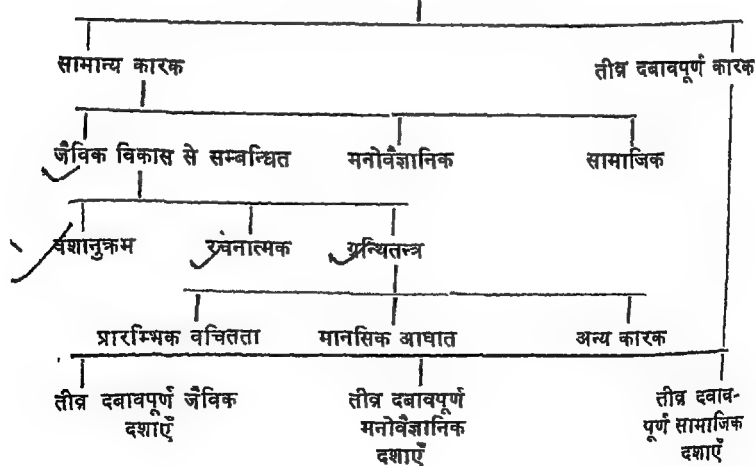 सामान्य कारक तीव्र दबावपूर्ण कारक
जैविक विकास से सम्बन्धित मनोवैज्ञानिक सामाजिक
वंशानुक्रम रचनात्मक ग्रन्थितन्त्र
प्रारम्भिक वचितता मानसिक आघात अन्य कारक
तीव्र दबावपूर्ण जैविक
दशाएँ
तीव्र दबावपूर्ण
मनोवैज्ञानिक
दशाएँ
तीव्र दबाव-
पूर्ण सामाजिक
दशाएँ